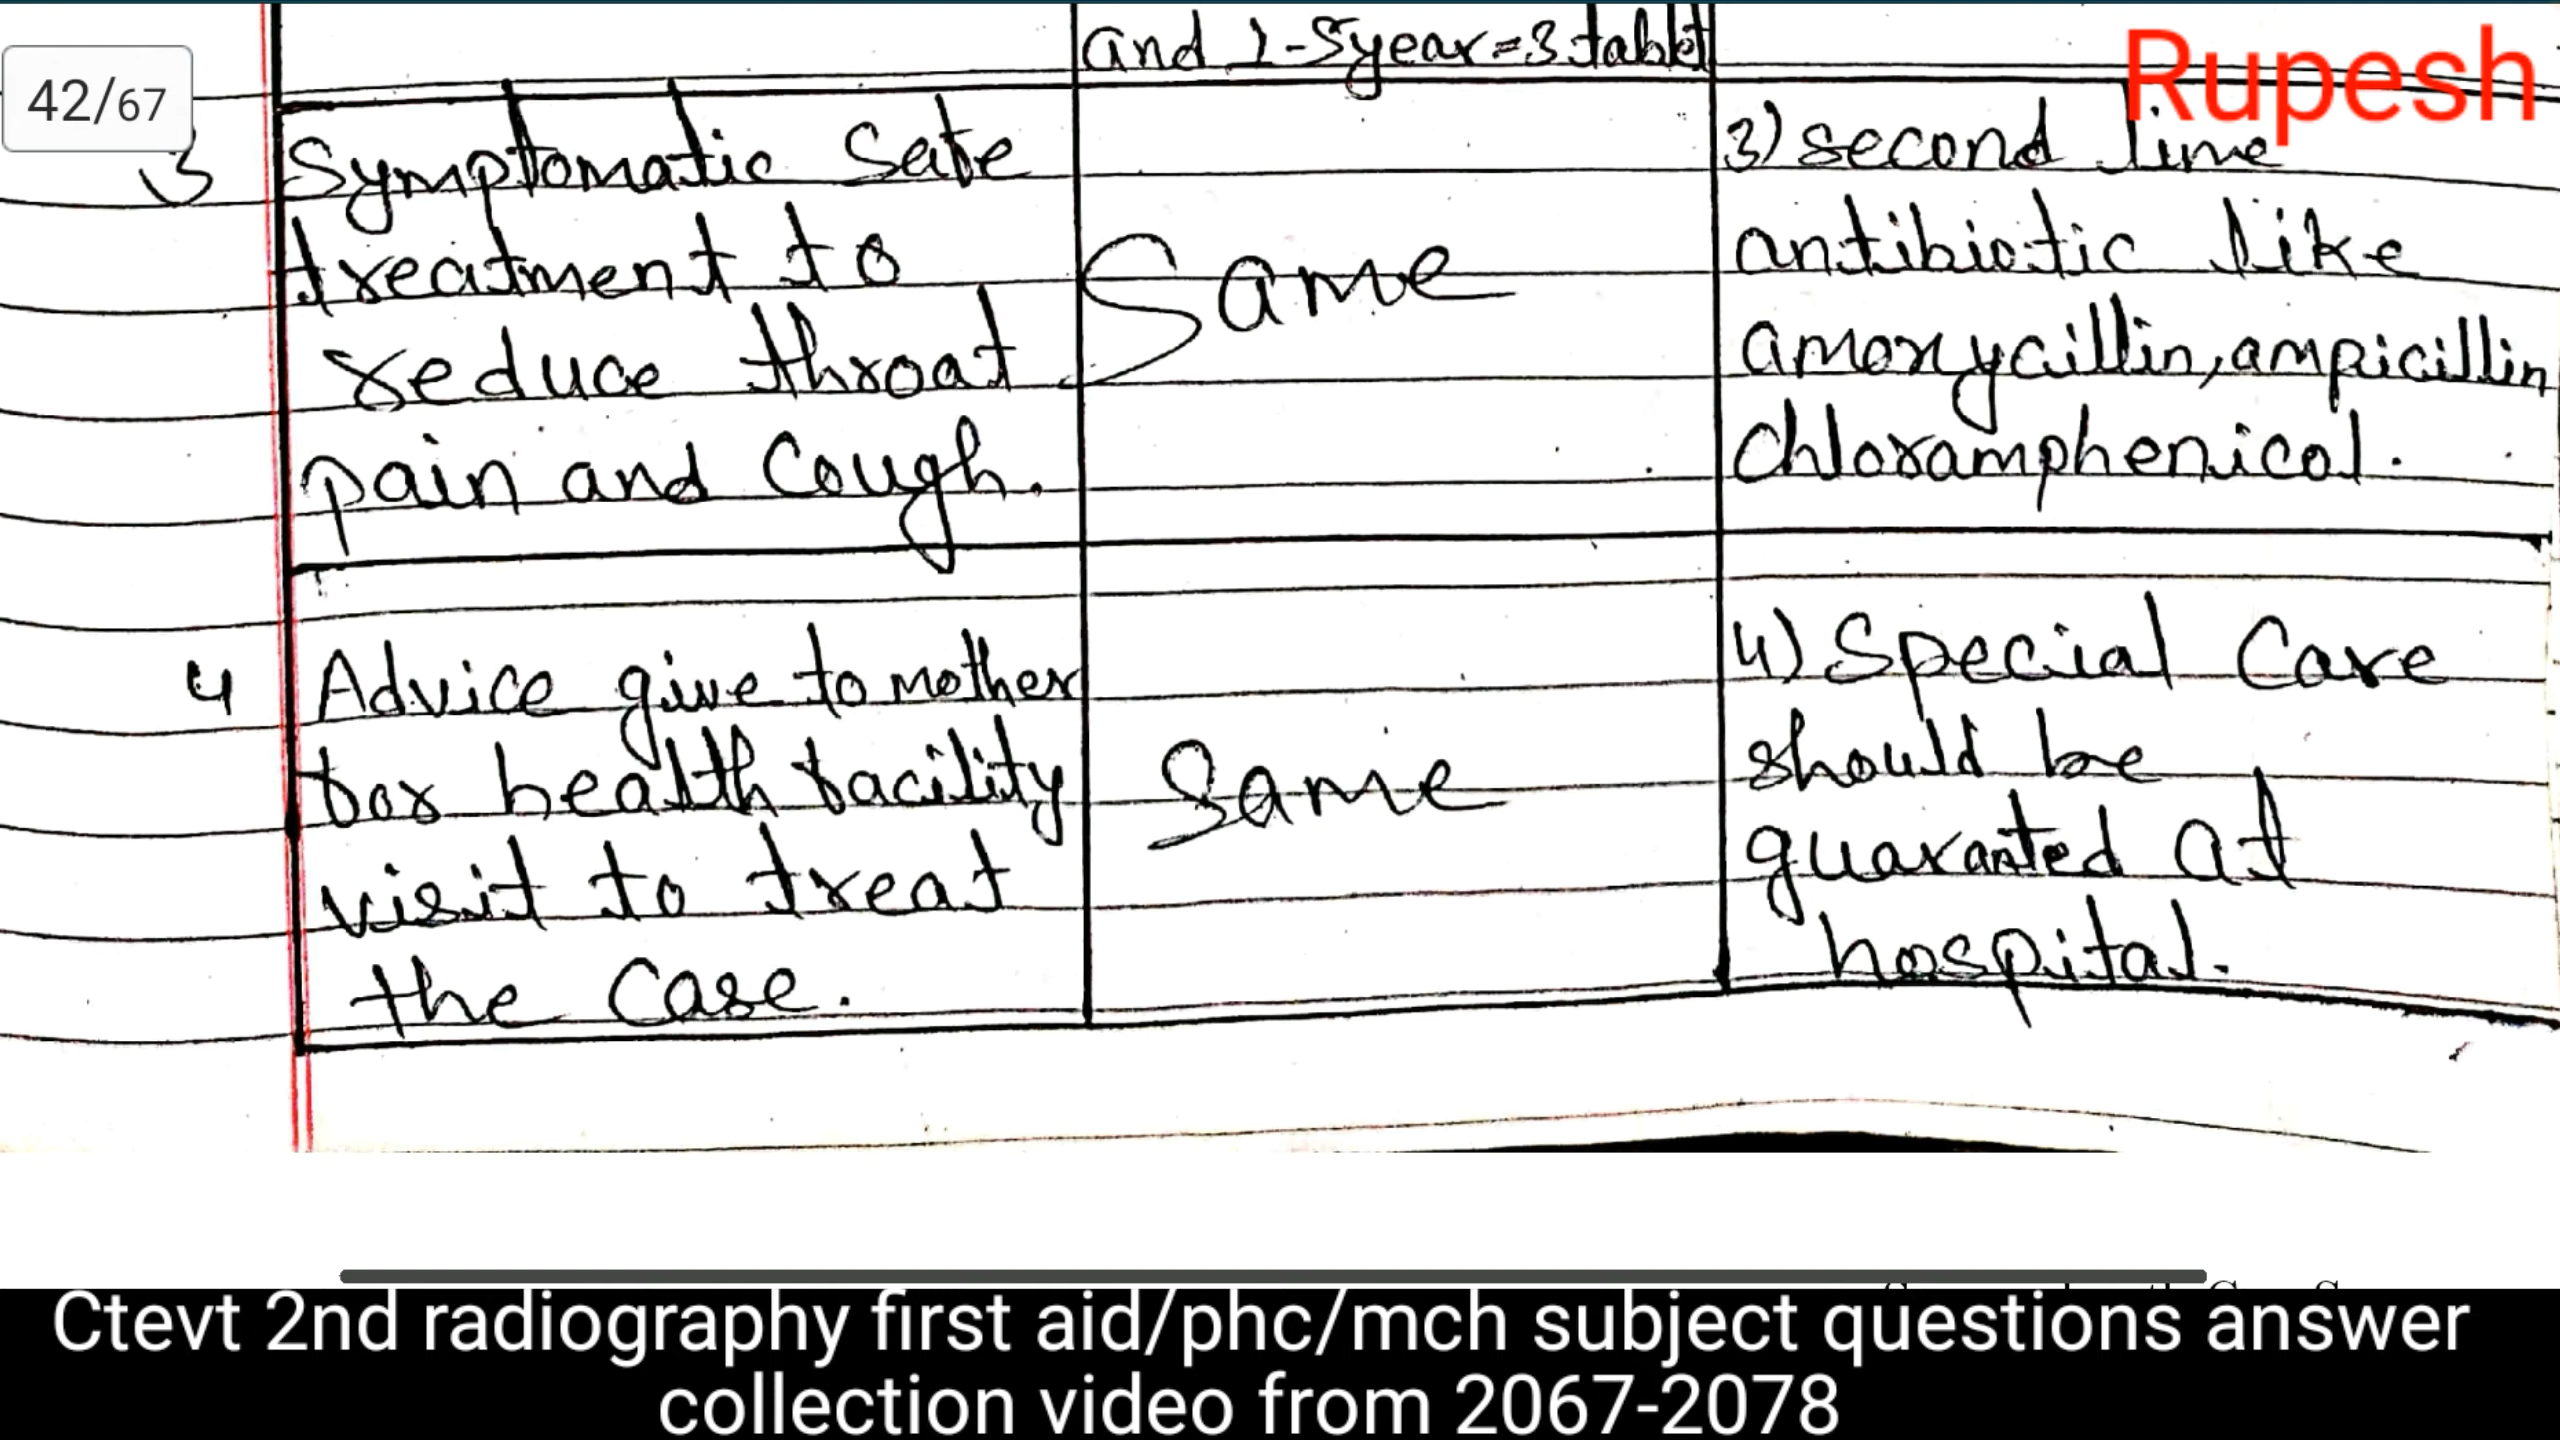 and 1-5year=3 tablet
Rupesh
42/67
3
Symptomatic Safe
treatment to
reduce throat
pain and Cough.
Same
3) second line
antibiotic like
amoxycillin, ampicillin
Chloramphenicol.
4
Advice give to mother
for health facility
visit to treat
the Case.
Same
4) Special Care
should be
guaranted at
hospital.
Ctevt 2nd radiography first aid/phc/mch subject questions answer
collection video from 2067-2078